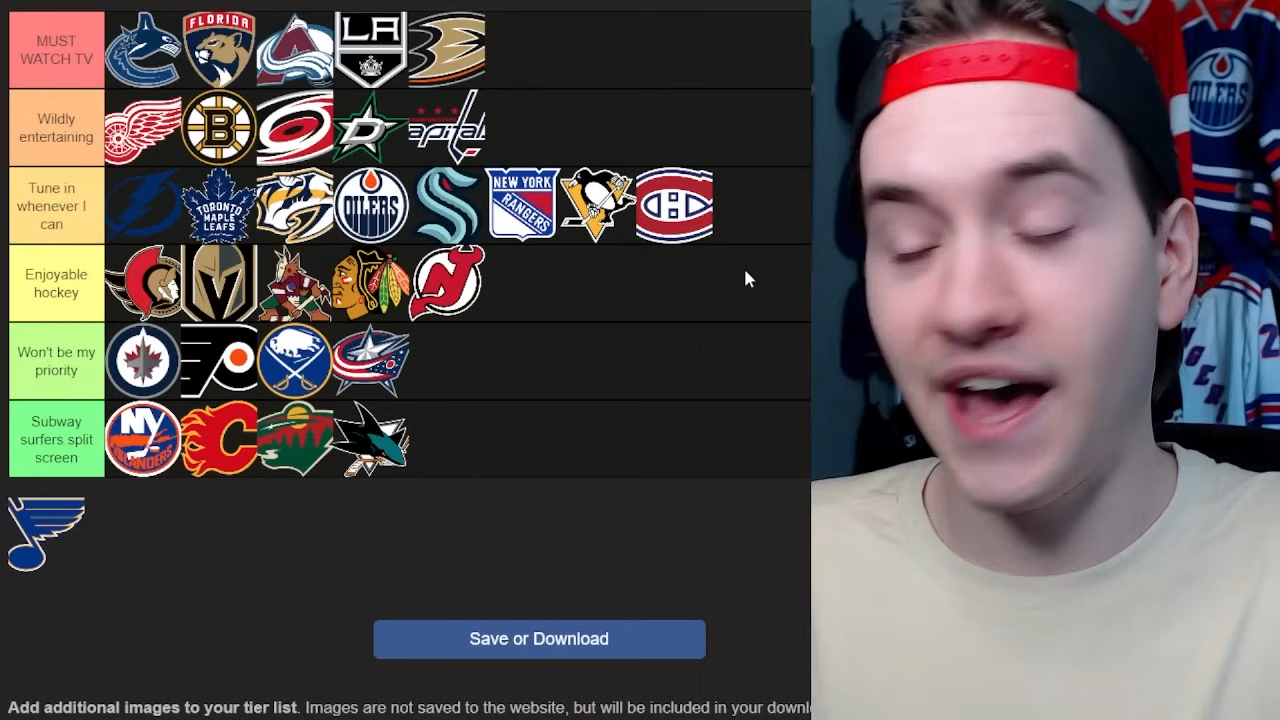 MUST
WATCH TV
FLORIDA
LA
Wildly
entertaining
B
D
capitals
Tune in
whenever I
can
TORONTO
MAPLE
LEAFS
OILERS
NEW YORK
RANGERS
Enjoyable
hockey
Won't be my
priority
Subway
surfers split
screen
NY
ISLANDERS
C
Save or Download
Add additional images to your tier list. Images are not saved to the website, but will be included in your downl
OILERS